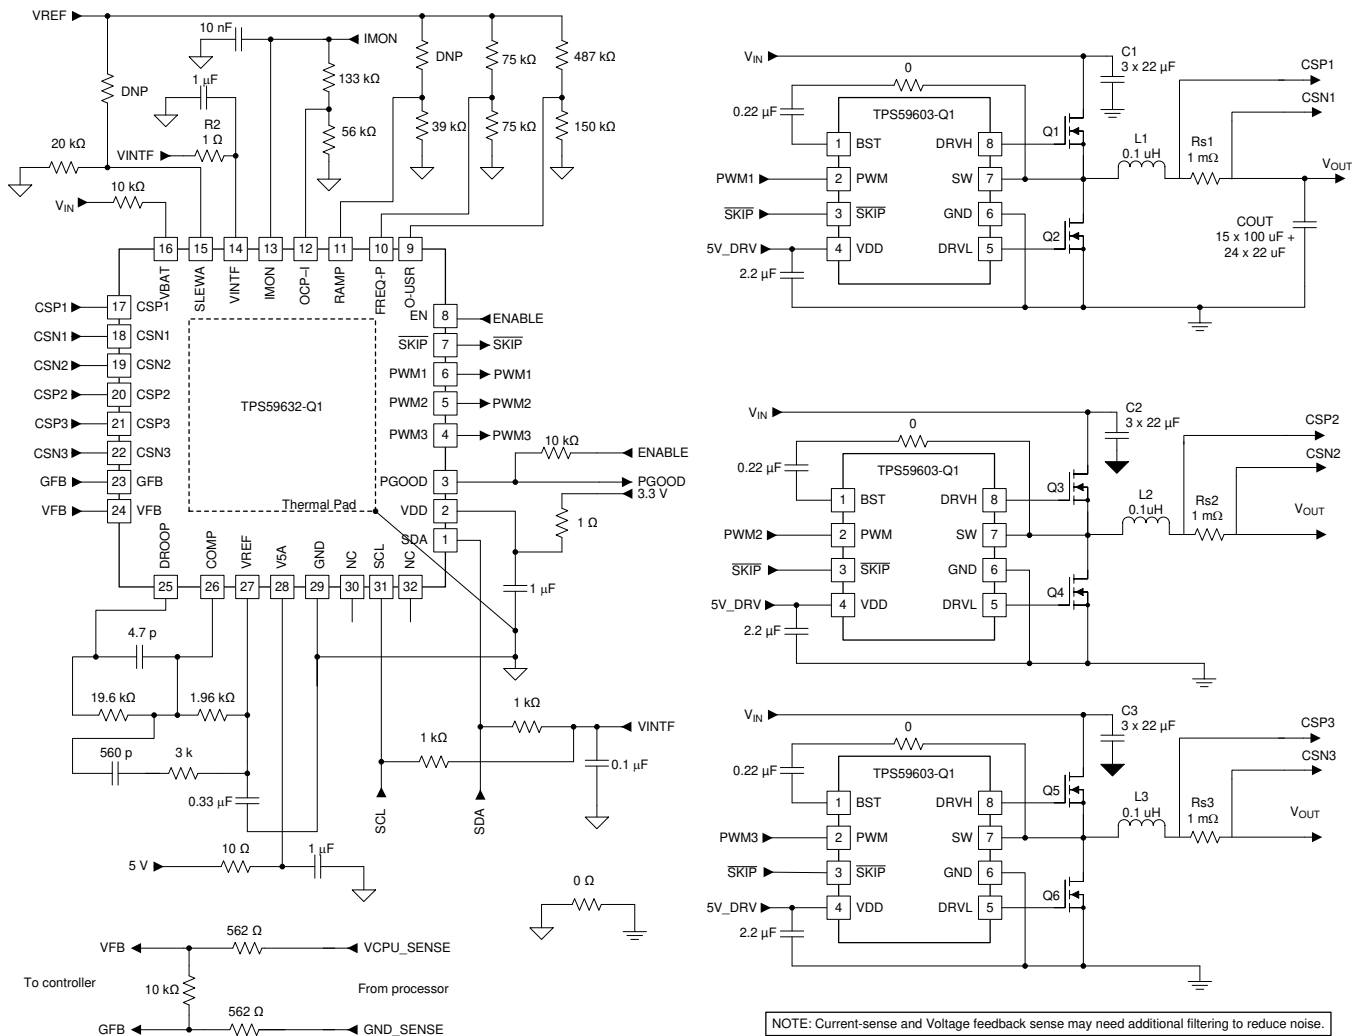 VREF
10 nF
IMON
DNP
1 µF
133 kΩ
DNP
75 kΩ
487 kΩ
R2
1 Ω
20 kΩ
VINTF
56 kΩ
39 kΩ
75 kΩ
150 kΩ
10 kΩ
VIN
16 15 14 13 12 11 10 9
VBAT
SLEWA
VINTF
IMON
OCP–I
RAMP
FREQ-P
O-USR
CSP1 17 CSP1
CSN1 18 CSN1
CSN2 19 CSN2
CSP2 20 CSP2
CSP3 21 CSP3
CSN3 22 CSN3
GFB 23 GFB
VFB 24 VFB
TPS59632-Q1
Thermal Pad
EN 8 ENABLE
SKIP 7 SKIP
PWM1 6 PWM1
PWM2 5 PWM2
PWM3 4 PWM3
10 kΩ
ENABLE
PGOOD 3 PGOOD
3.3 V
VDD 2
1 Ω
SDA 1
DROOP
COMP
VREF
V5A
GND
NC
SCL
NC
25 26 27 28 29 30 31 32
1 µF
4.7 p
19.6 kΩ
1.96 kΩ
1 kΩ
VINTF
560 p
3 k
1 kΩ
0.1 µF
0.33 µF
SCL
SDA
10 Ω
1 µF
5 V
0 Ω
VFB
562 Ω
VCPU_SENSE
To controller
10 kΩ
From processor
562 Ω
GFB
GND_SENSE
VIN
C1
3 x 22 µF
0
CSP1
0.22 µF
TPS59603-Q1
CSN1
Q1
1 BST
DRVH 8
L1
0.1 uH
Rs1
1 mΩ
VOUT
PWM1 2 PWM
SW 7
SKIP 3 SKIP
GND 6
COUT
15 x 100 uF +
24 x 22 uF
Q2
5V_DRV 4 VDD
DRVL 5
2.2 µF
VIN
C2
3 x 22 µF
0
CSP2
0.22 µF
TPS59603-Q1
CSN2
Q3
1 BST
DRVH 8
L2
0.1uH
Rs2
1 mΩ
VOUT
PWM2 2 PWM
SW 7
SKIP 3 SKIP
GND 6
Q4
5V_DRV 4 VDD
DRVL 5
2.2 µF
VIN
C3
3 x 22 µF
0
CSP3
0.22 µF
TPS59603-Q1
CSN3
Q5
1 BST
DRVH 8
L3
0.1 uH
Rs3
1 mΩ
VOUT
PWM3 2 PWM
SW 7
SKIP 3 SKIP
GND 6
Q6
5V_DRV 4 VDD
DRVL 5
2.2 µF
NOTE: Current-sense and Voltage feedback sense may need additional filtering to reduce noise.